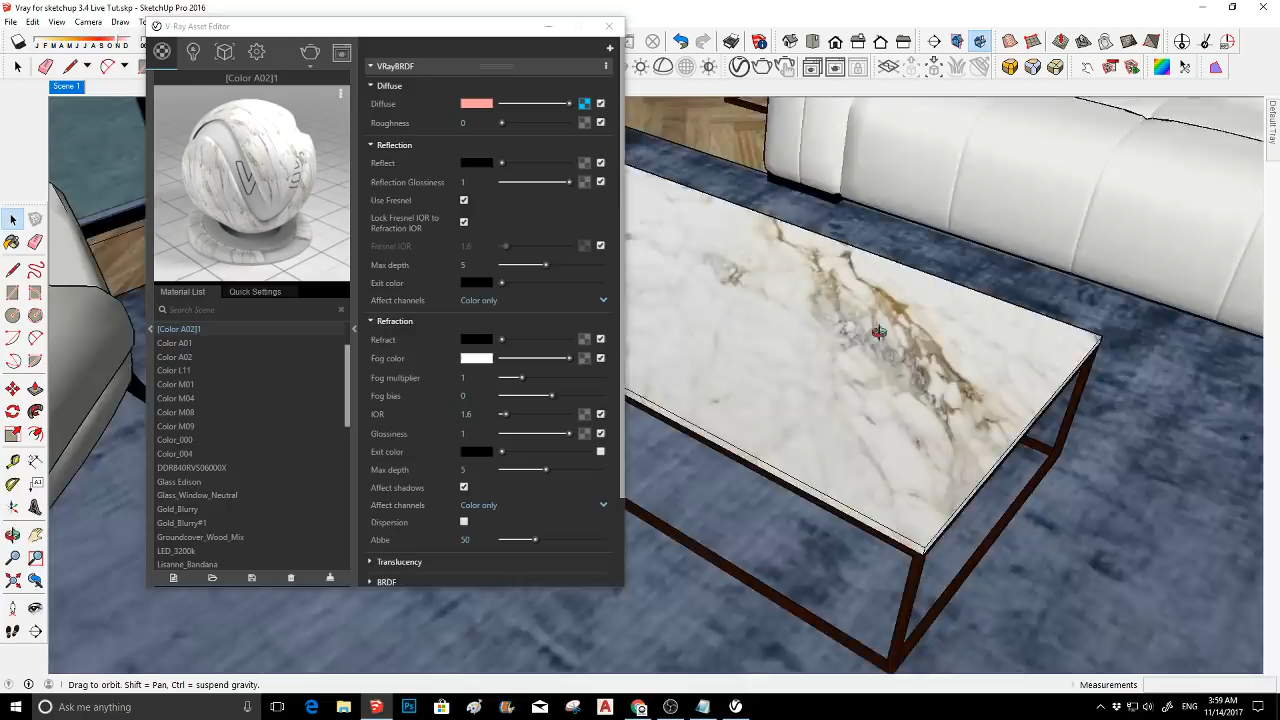 Vray for sketchup 3.4 Live Tut.skp - SketchUp Pro 2016
View
Camera
Draw
J F M A M J J A S O N D
V-Ray Asset Editor
[Color A02]1
Scene 1
Default Tray
VRayBRDF
Diffuse
Diffuse
Roughness 0
Reflection
Reflect
Reflection Glossiness 1
Use Fresnel
Lock Fresnel IOR to
Refraction IOR
Fresnel IOR 1.6
Max depth 5
Exit color
Affect channels Color only
Refraction
Refract
Fog color
Fog multiplier 1
Fog bias 0
IOR 1.6
Glossiness 1
Exit color
Max depth 5
Affect shadows
Affect channels Color only
Dispersion
Abbe 50
Translucency
BRDF
Material List Quick Settings
Search Scene
[Color A02]1
Color A01
Color A02
Color L11
Color M01
Color M04
Color M08
Color M09
Color_000
Color_004
DDR840RVS06000X
Glass Edison
Glass_Window_Neutral
Gold_Blurry
Gold_Blurry#1
Groundcover_Wood_Mix
LED_3200k
Lisanne_Bandana
Drag to orbit. Shift = Pan, Ctrl = suspend gravity.
Measurements
Ask me anything
ENG
3:59 AM
11/14/2017